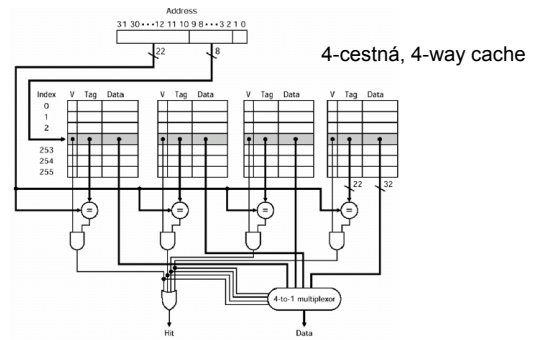 Address
31 30•••12 11 10 9 8•••3 2 1 0
4-cestná, 4-way cache
22
8
Index V Tag Data V Tag Data V Tag Data V Tag Data
0
1
2
253
254
255
22 32
= = = =
4-to-1 multiplexor
Hit Data